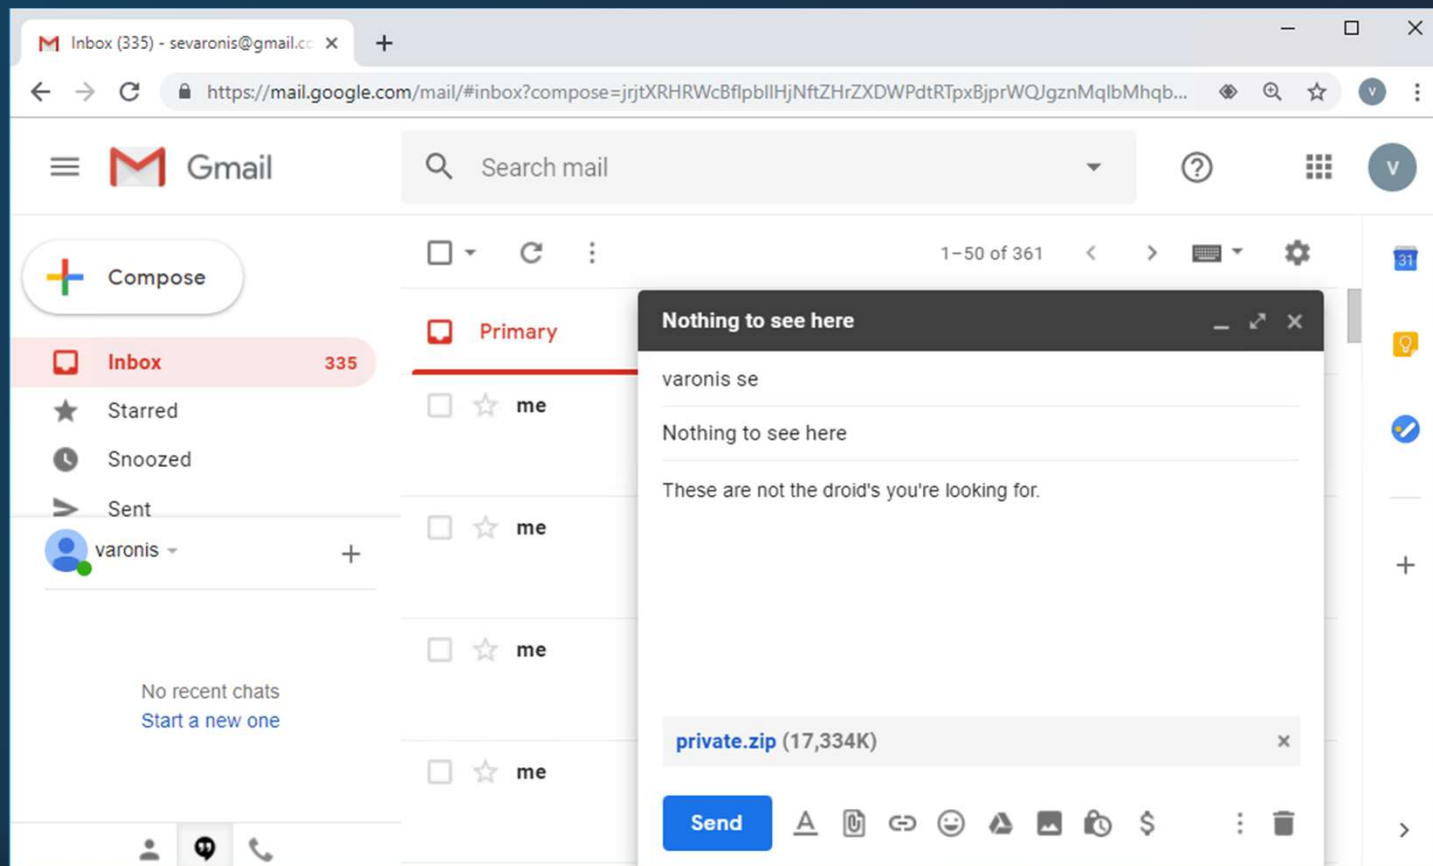 Inbox (335) - sevaronis@gmail.cc
https://mail.google.com/mail/#inbox?compose=jrjtXRHRWcBflpbllHjNftZHrZXDWPdtRTpxBjprWQJgznMqlbMhqb...
V
Gmail
Search mail
V
Compose
1–50 of 361
31
Inbox 335
Starred
Snoozed
Sent
varonis
No recent chats
Start a new one
Primary
me
me
me
me
Nothing to see here
varonis se
Nothing to see here
These are not the droid's you're looking for.
private.zip (17,334K)
Send